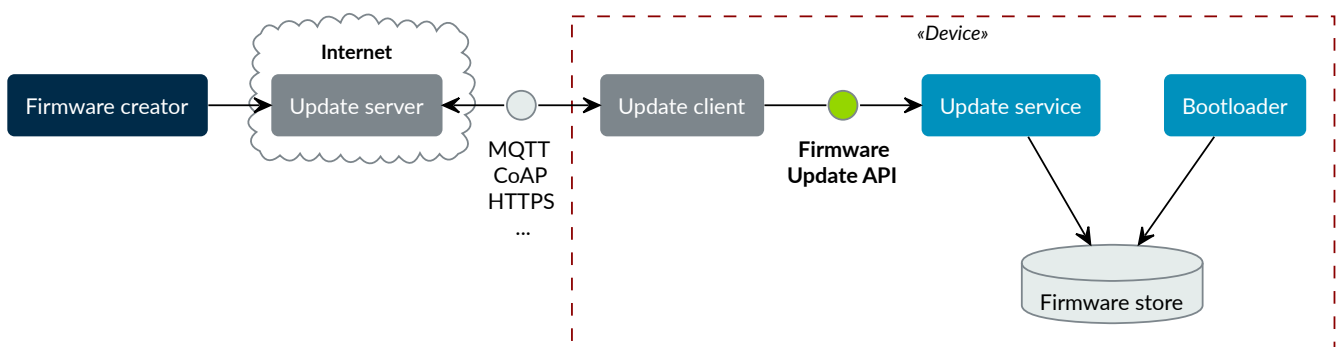 «Device»
Internet
Firmware creator
Update server
Update client
Update service
Bootloader
MQTT
CoAP
HTTPS
...
Firmware
Update API
Firmware store